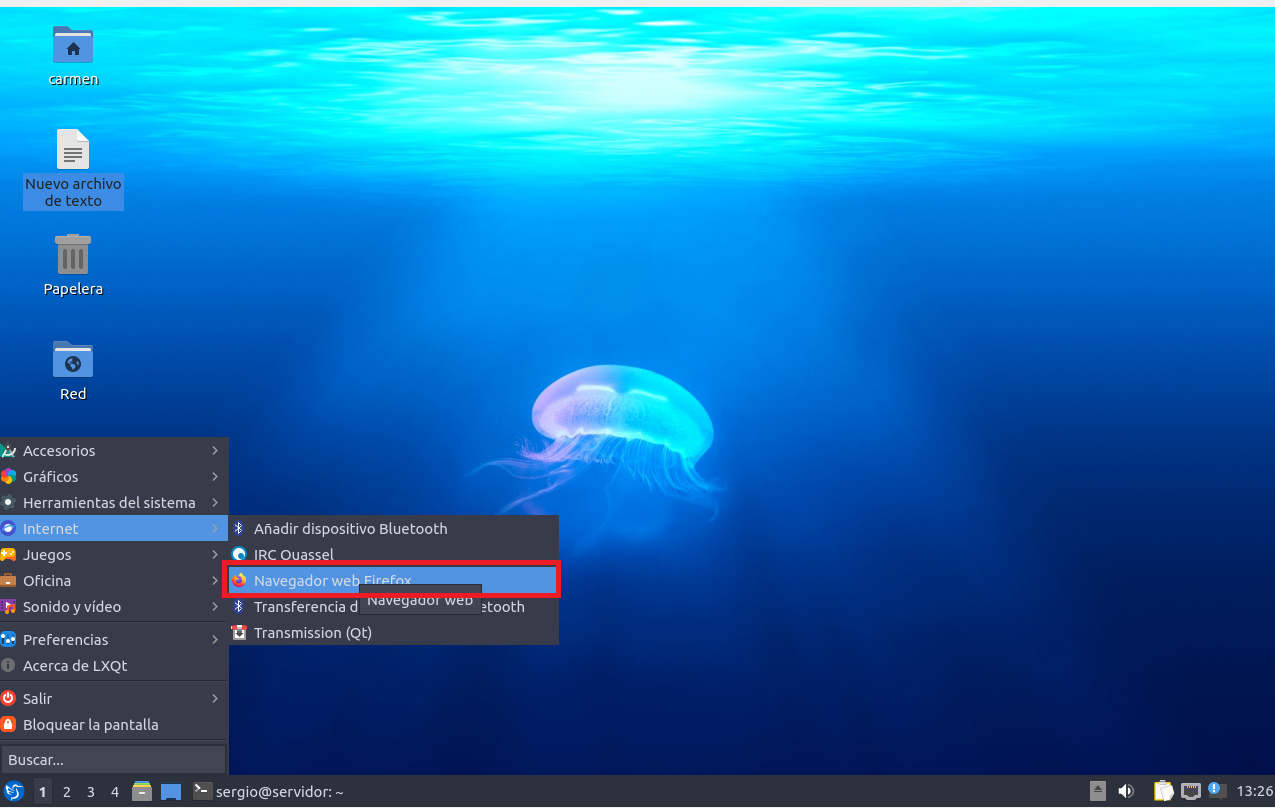 carmen
Nuevo archivo
de texto
Papelera
Red
Accesorios
Gráficos
Herramientas del sistema
Internet
Juegos
Oficina
Sonido y vídeo
Preferencias
Acerca de LXQt
Salir
Bloquear la pantalla
Buscar...
Añadir dispositivo Bluetooth
IRC Quassel
Navegador web Firefox
Navegador web
Transferencia d etooth
Transmission (Qt)
1 2 3 4 sergio@servidor: ~ 13:26